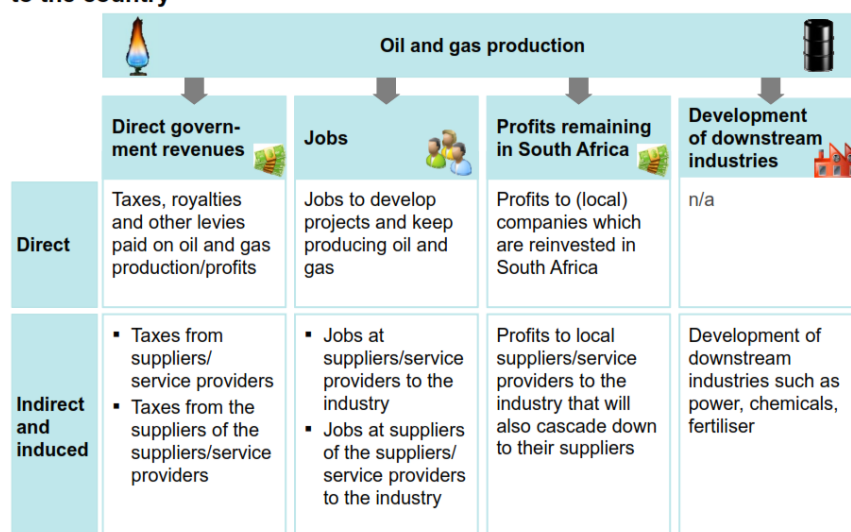 to the country
Oil and gas production
Direct govern-
ment revenues
Jobs
Profits remaining
in South Africa
Development
of downstream
industries
Direct
Taxes, royalties
and other levies
paid on oil and gas
production/profits
Jobs to develop
projects and keep
producing oil and
gas
Profits to (local)
companies which
are reinvested in
South Africa
n/a
Indirect
and
induced
▪ Taxes from
suppliers/
service providers
▪ Taxes from the
suppliers of the
suppliers/service
providers
▪ Jobs at
suppliers/service
providers to the
industry
▪ Jobs at suppliers
of the suppliers/
service providers
to the industry
Profits to local
suppliers/service
providers to the
industry that will
also cascade down
to their suppliers
Development of
downstream
industries such as
power, chemicals,
fertiliser